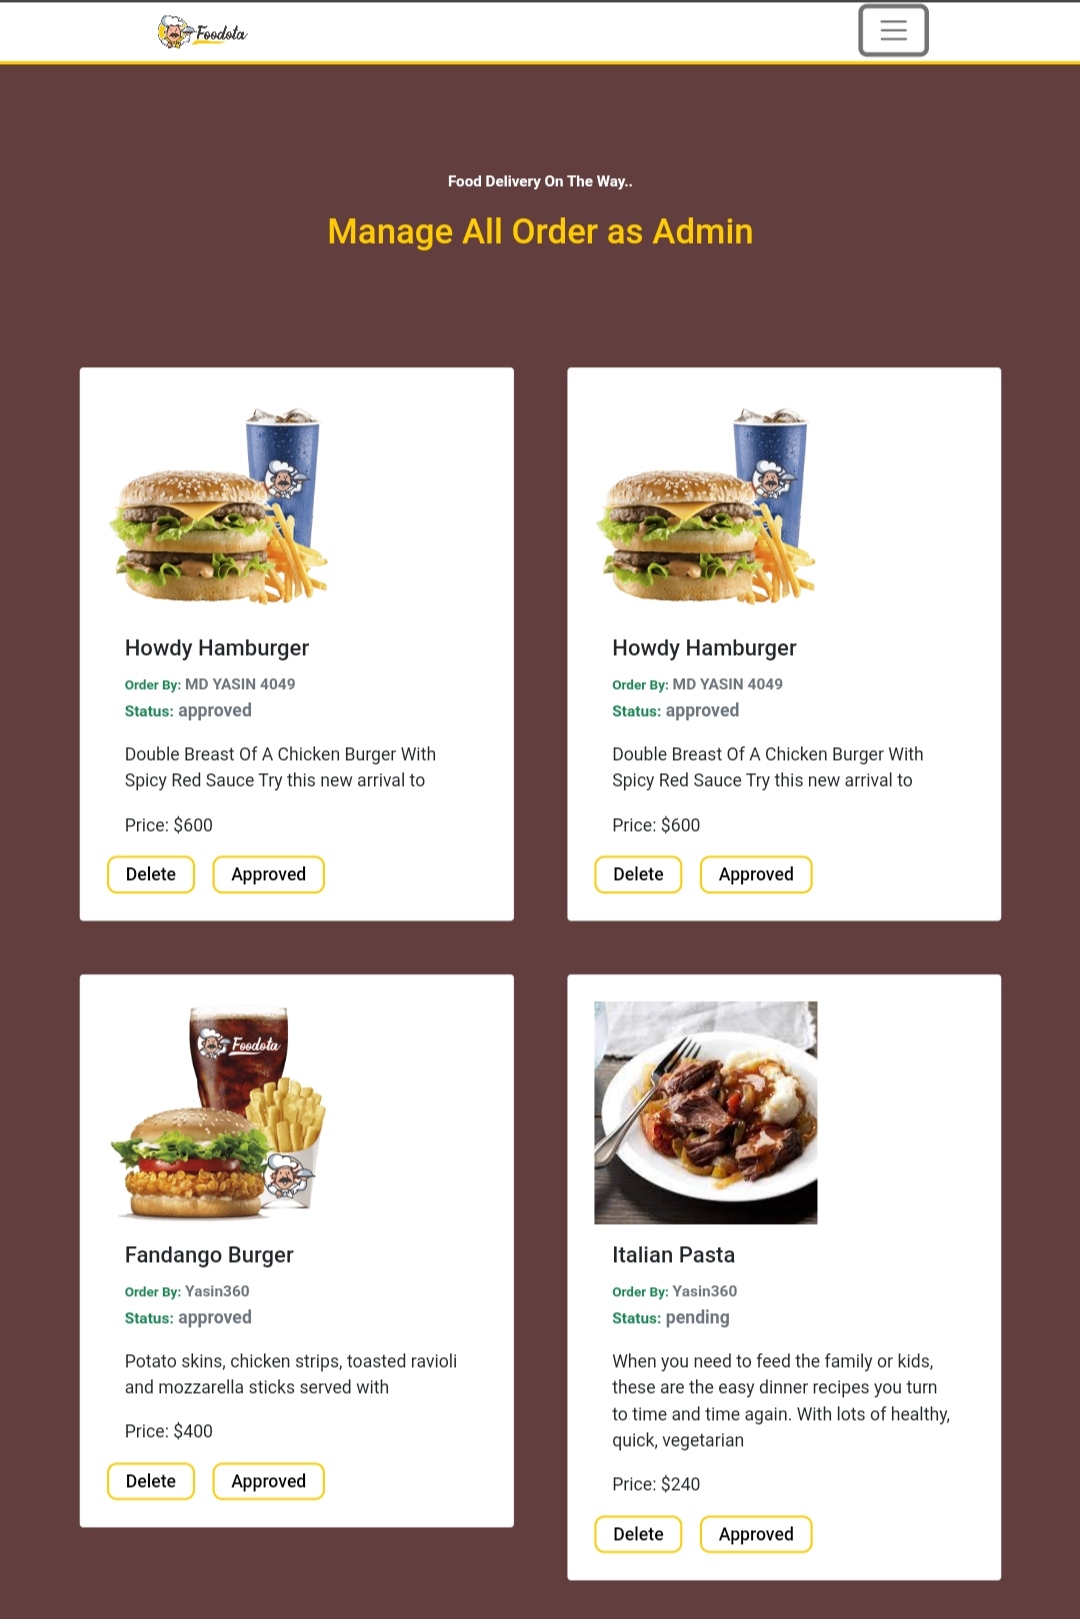 Foodota
Food Delivery On The Way..
Manage All Order as Admin
Howdy Hamburger
Order By: MD YASIN 4049
Status: approved
Double Breast Of A Chicken Burger With
Spicy Red Sauce Try this new arrival to
Price: $600
Delete
Approved
Howdy Hamburger
Order By: MD YASIN 4049
Status: approved
Double Breast Of A Chicken Burger With
Spicy Red Sauce Try this new arrival to
Price: $600
Delete
Approved
Foodota
Fandango Burger
Order By: Yasin360
Status: approved
Potato skins, chicken strips, toasted ravioli
and mozzarella sticks served with
Price: $400
Delete
Approved
Italian Pasta
Order By: Yasin360
Status: pending
When you need to feed the family or kids,
these are the easy dinner recipes you turn
to time and time again. With lots of healthy,
quick, vegetarian
Price: $240
Delete
Approved